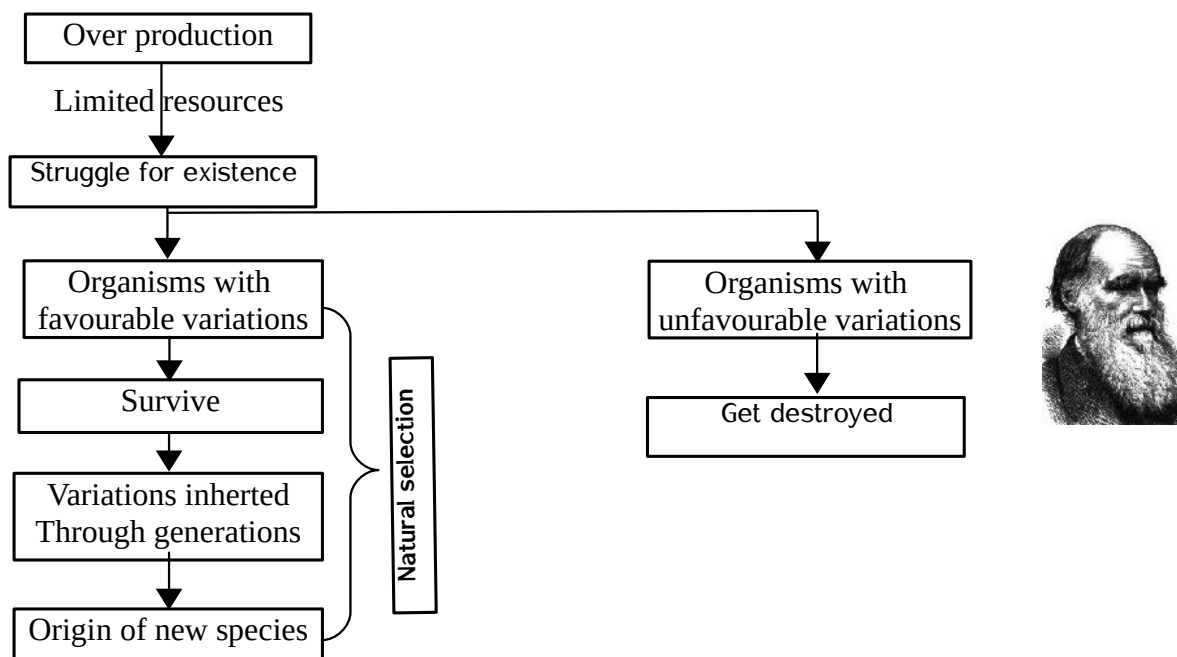 Over production
Limited resources
Struggle for existence
Organisms with
favourable variations
Organisms with
unfavourable variations
Survive
Get destroyed
Variations inherted
Through generations
Natural selection
Origin of new species